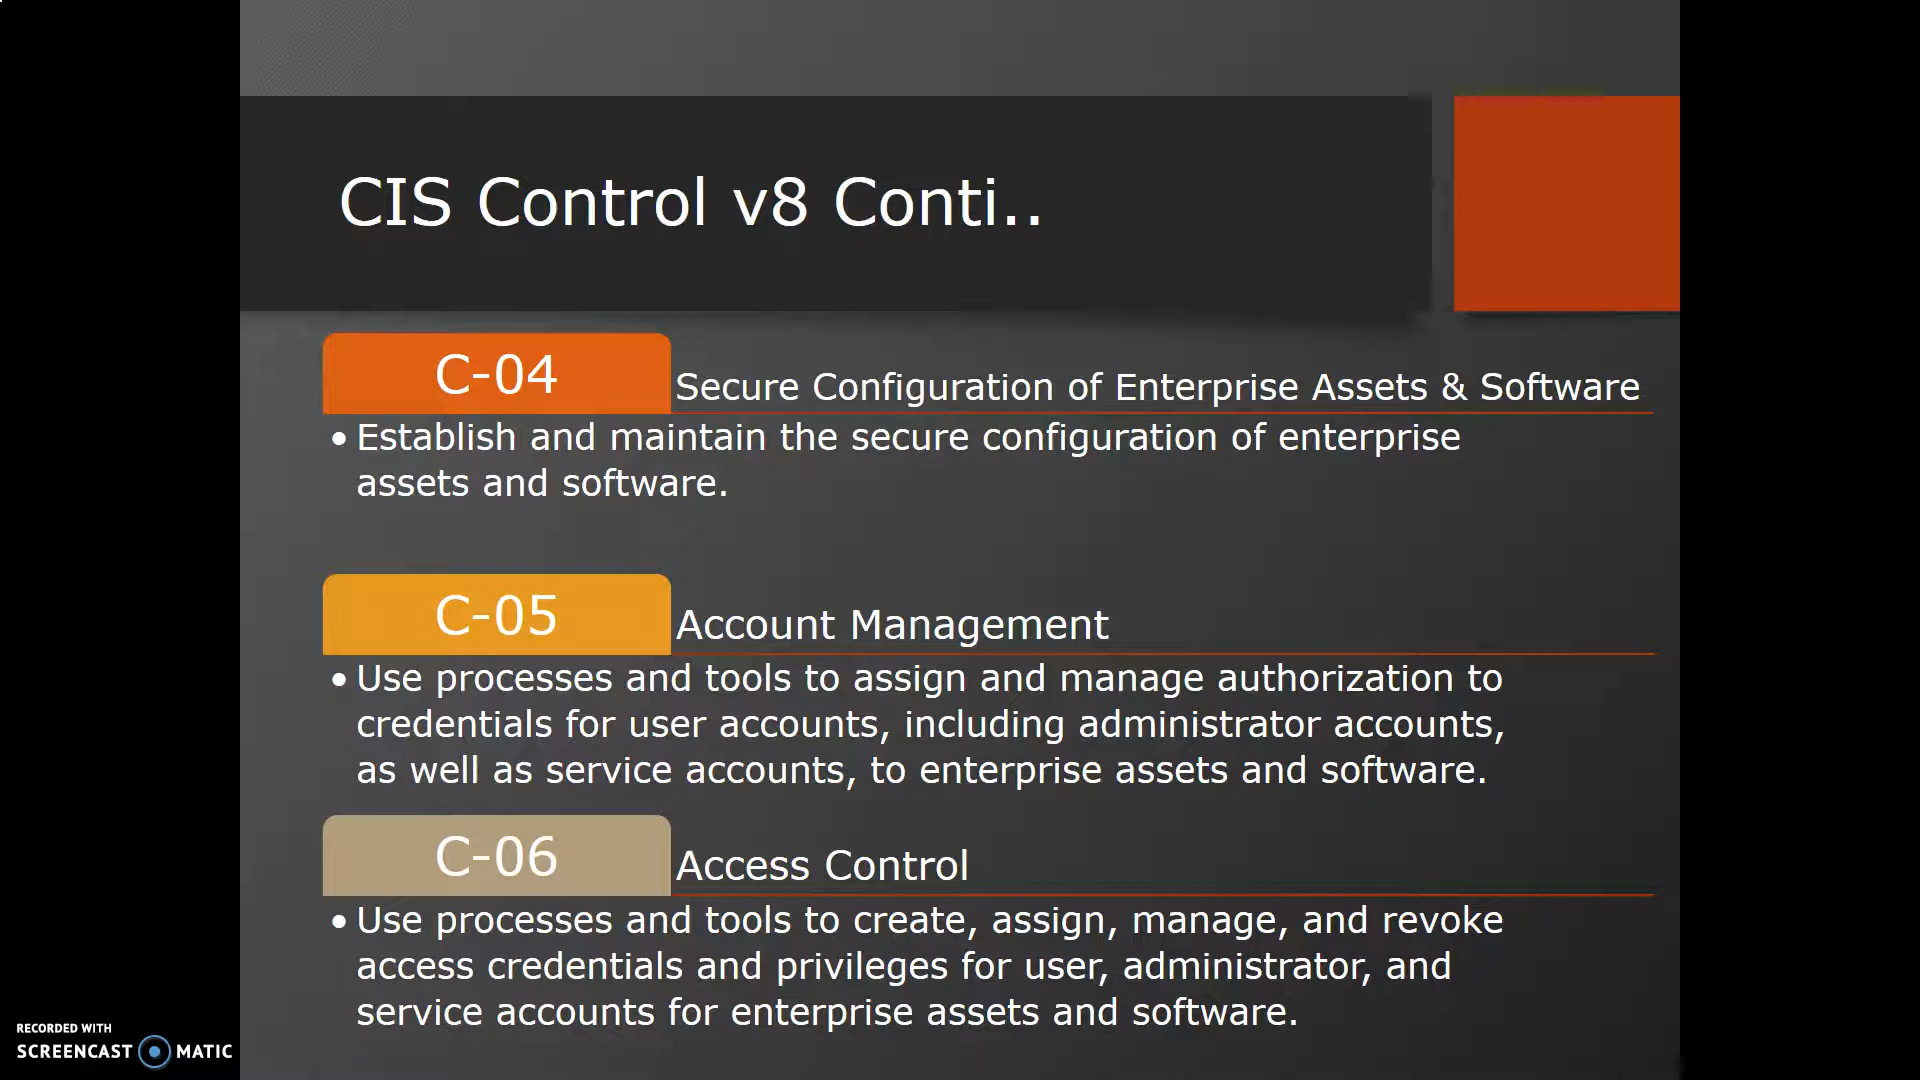 CIS Control v8 Conti..
C-04
Secure Configuration of Enterprise Assets & Software
• Establish and maintain the secure configuration of enterprise
assets and software.
C-05
Account Management
• Use processes and tools to assign and manage authorization to
credentials for user accounts, including administrator accounts,
as well as service accounts, to enterprise assets and software.
C-06
Access Control
• Use processes and tools to create, assign, manage, and revoke
access credentials and privileges for user, administrator, and
service accounts for enterprise assets and software.
RECORDED WITH
SCREENCAST MATIC